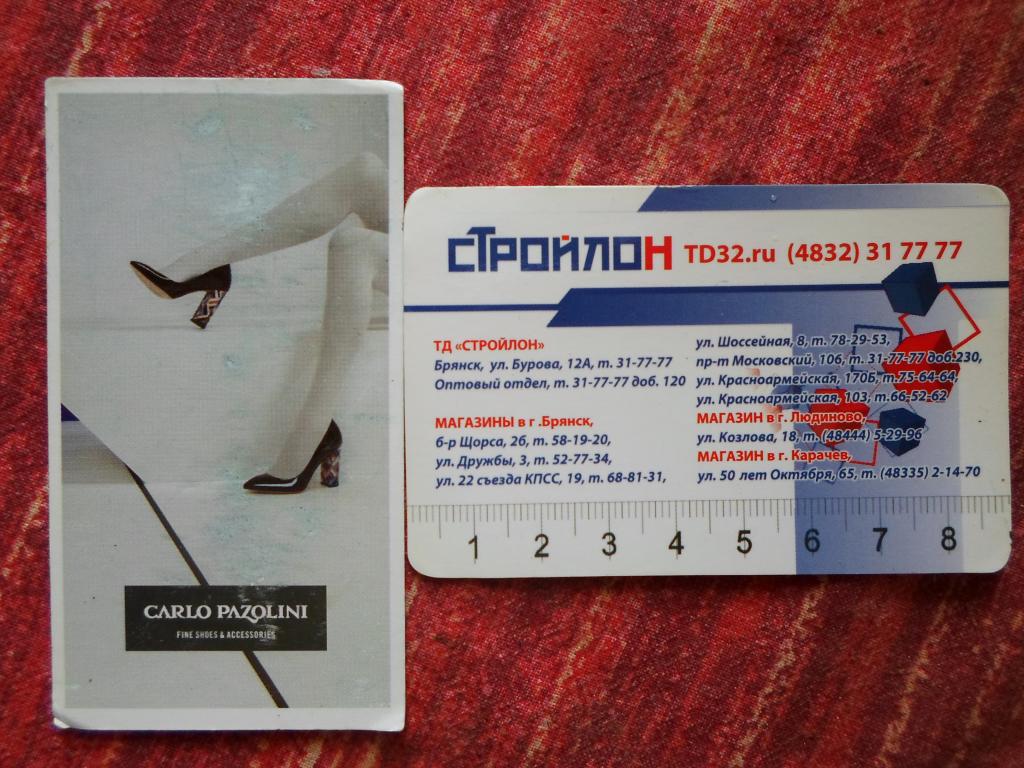 CARLO PAZOLINI
FINE SHOES & ACCESSORIES
СТРОЙЛОН TD32.ru (4832) 31 77 77
ТД «СТРОЙЛОН»
Брянск, ул. Бурова, 12А, т. 31-77-77
Оптовый отдел, т. 31-77-77 доб. 120
МАГАЗИНЫ в г .Брянск,
б-р Щорса, 2б, т. 58-19-20,
ул. Дружбы, 3, т. 52-77-34,
ул. 22 съезда КПСС, 19, т. 68-81-31,
ул. Шоссейная, 8, т. 78-29-53,
пр-т Московский, 106, т. 31-77-77 доб.230,
ул. Красноармейская, 170Б, т.75-64-64,
ул. Красноармейская, 103, т.66-52-62
МАГАЗИН в г. Людиново,
ул. Козлова, 18, т. (48444) 5-29-96
МАГАЗИН в г. Карачев,
ул. 50 лет Октября, 65, т. (48335) 2-14-70
1 2 3 4 5 6 7 8